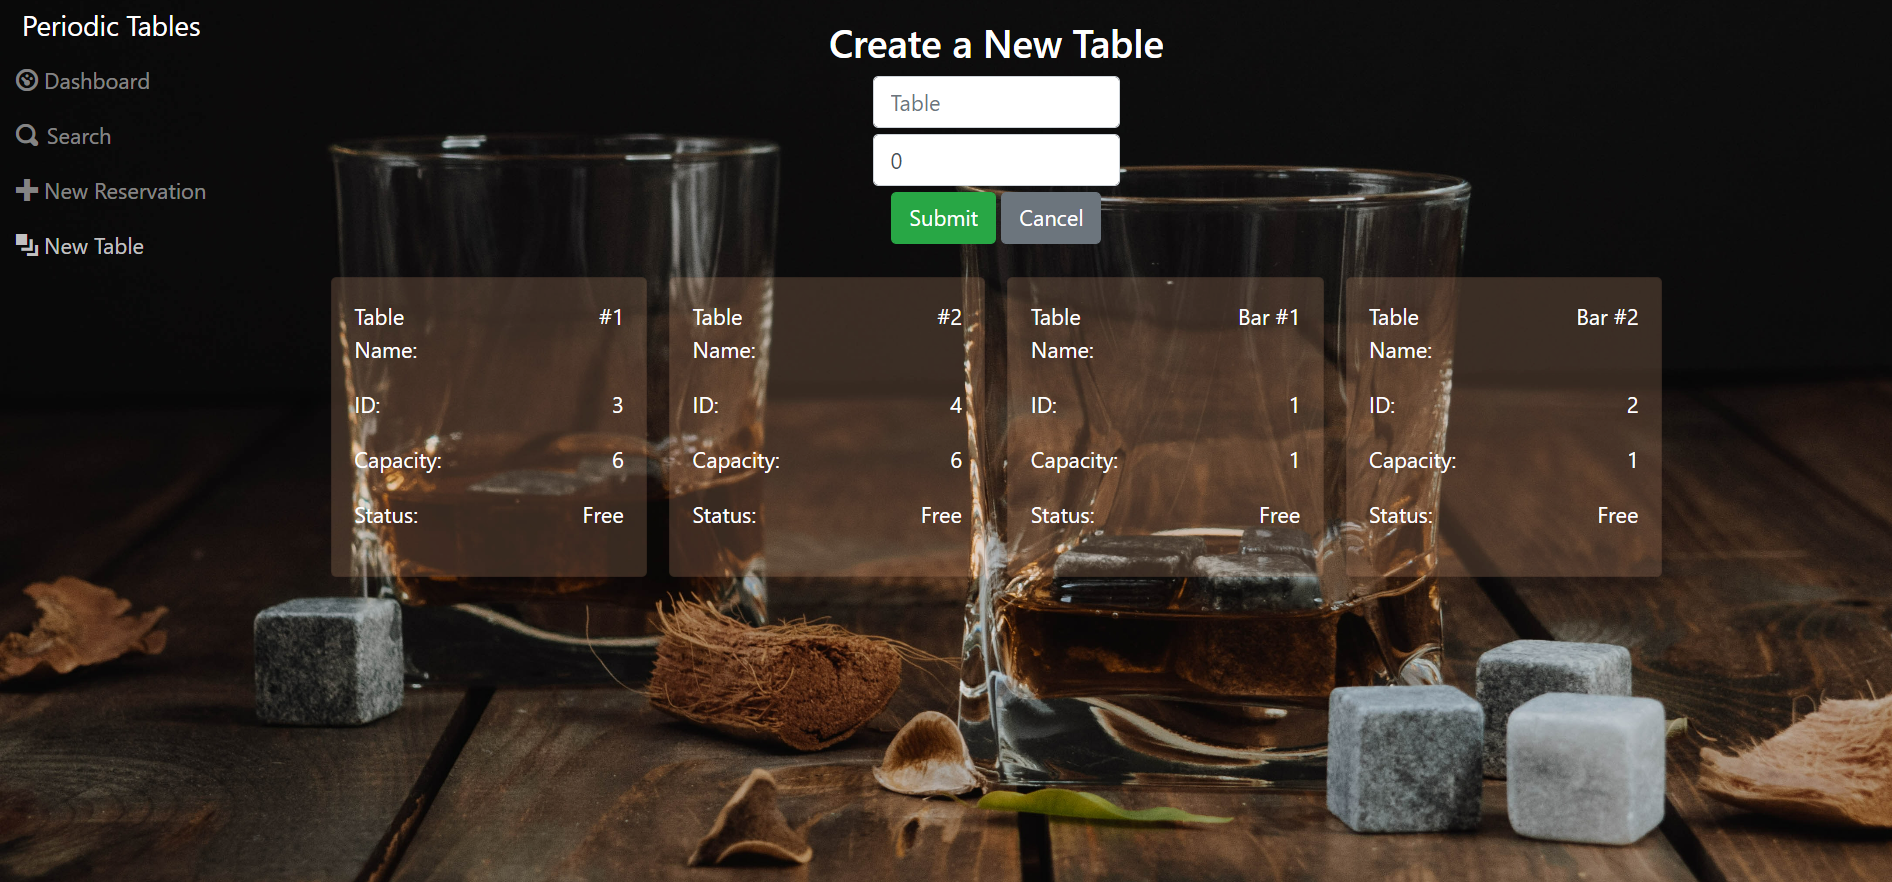 Periodic Tables
Dashboard
Search
New Reservation
New Table
Create a New Table
Table
0
Submit Cancel
Table Name: #1
ID: 3
Capacity: 6
Status: Free
Table Name: #2
ID: 4
Capacity: 6
Status: Free
Table Name: Bar #1
ID: 1
Capacity: 1
Status: Free
Table Name: Bar #2
ID: 2
Capacity: 1
Status: Free